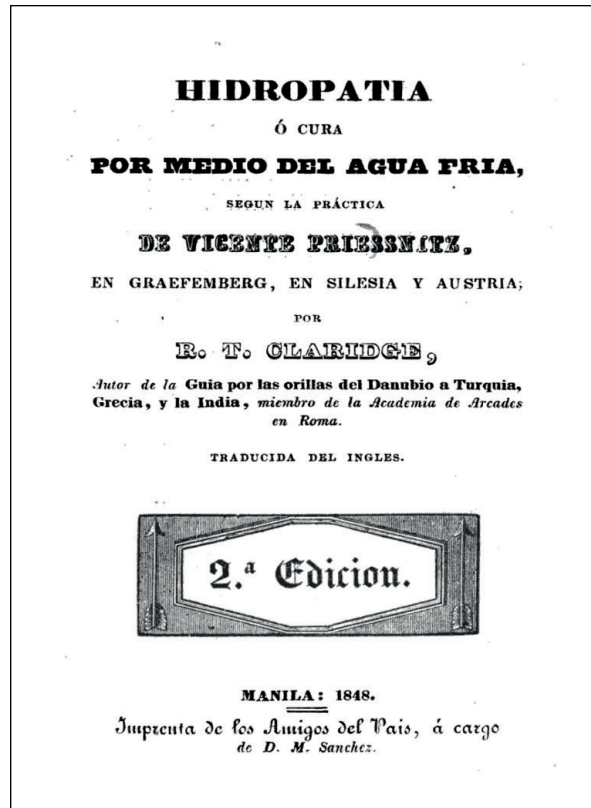 HIDROPATIA
Ó CURA
POR MEDIO DEL AGUA FRIA,
SEGUN LA PRÁCTICA
DE VICENTE PRIESSNITZ,
EN GRAEFEMBERG, EN SILESIA Y AUSTRIA;
POR
R. T. CLARIDGE,
Autor de la Guia por las orillas del Danubio a Turquia,
Grecia, y la India, miembro de la Academia de Arcades
en Roma.
TRADUCIDA DEL INGLES.
2.ª Edicion.
MANILA: 1848.
Imprenta de los Amigos del Pais, á cargo
de D. M. Sanchez.